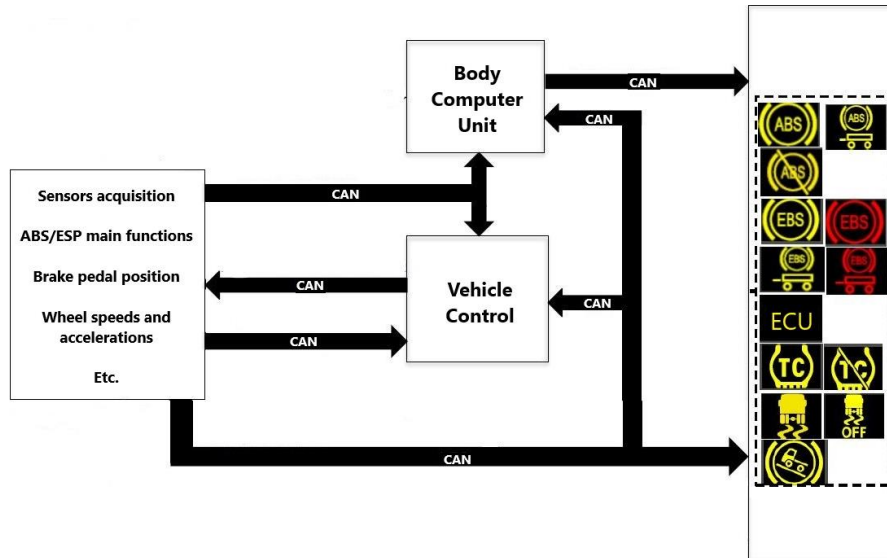 Body
Computer
Unit
CAN
CAN
ABS
ABS
ABS
Sensors acquisition
CAN
ABS/ESP main functions
EBS
EBS
Brake pedal position
CAN
Vehicle
Control
EBS
EBS
CAN
Wheel speeds and
accelerations
CAN
ECU
Etc.
TC
TC
OFF
CAN